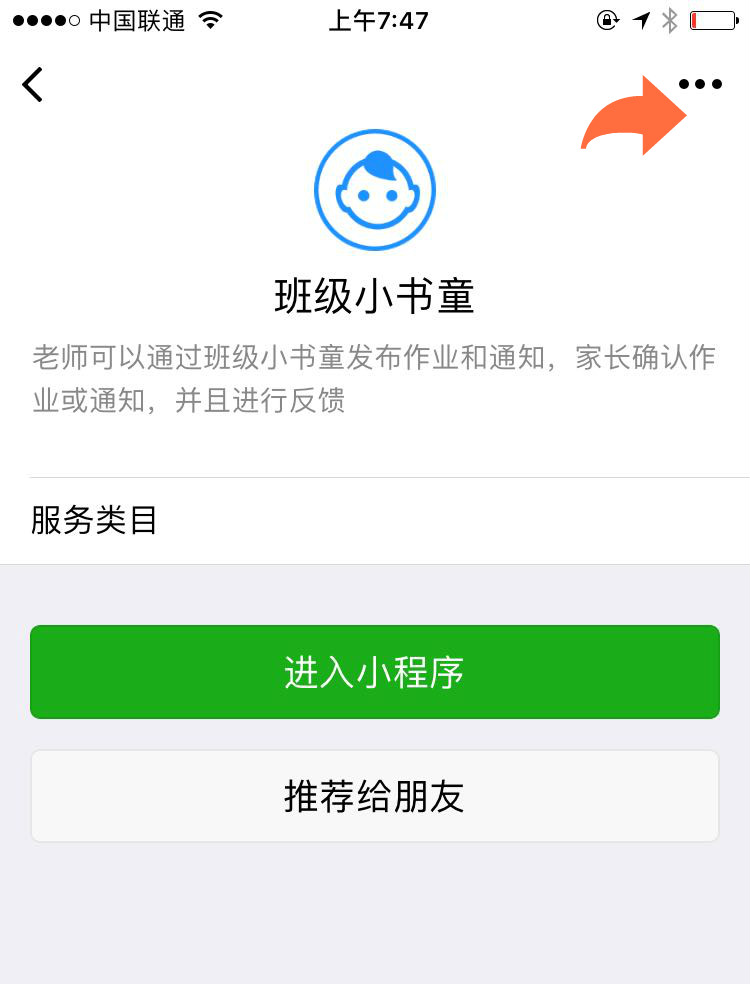 中国联通 上午7:47
班级小书童
老师可以通过班级小书童发布作业和通知，家长确认作
业或通知，并且进行反馈
服务类目
进入小程序
推荐给朋友